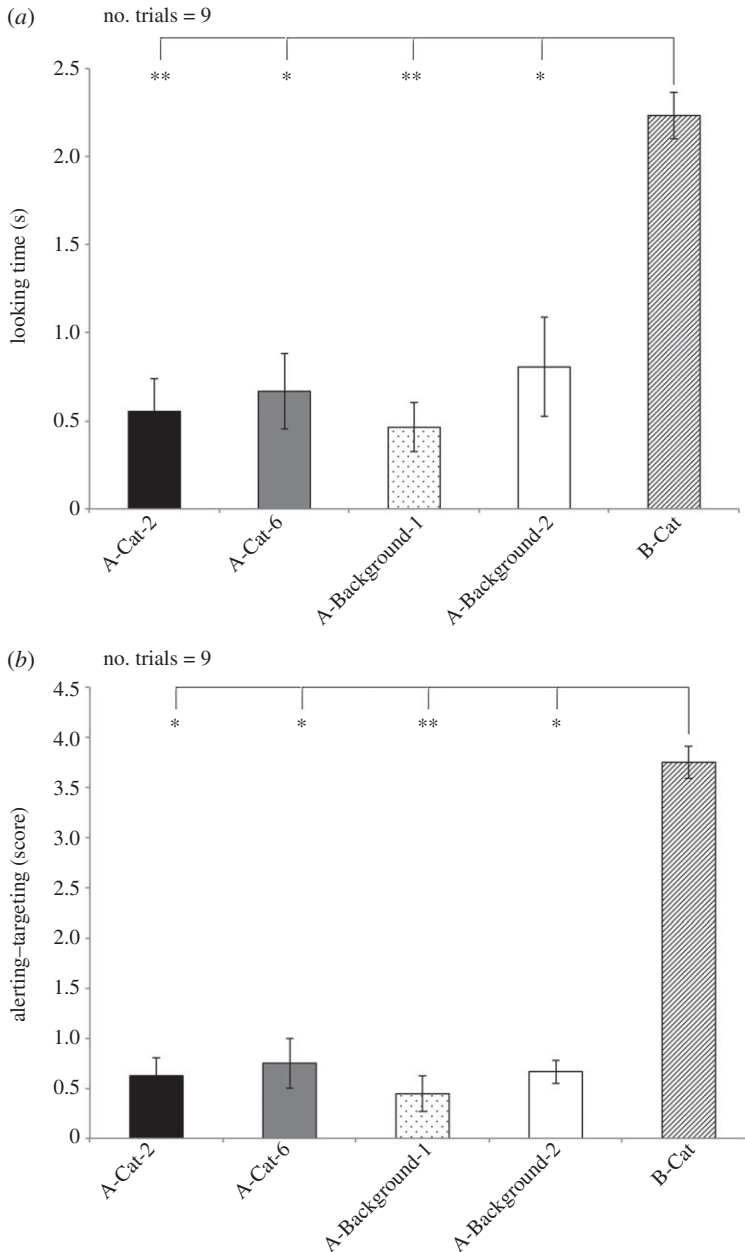 (a) no. trials = 9
** * ** *
2.5
2.0
1.5
1.0
0.5
0
looking time (s)
A-Cat-2
A-Cat-6
A-Background-1
A-Background-2
B-Cat
(b) no. trials = 9
* * ** *
4.5
4.0
3.5
3.0
2.5
2.0
1.5
1.0
0.5
0
alerting–targeting (score)
A-Cat-2
A-Cat-6
A-Background-1
A-Background-2
B-Cat